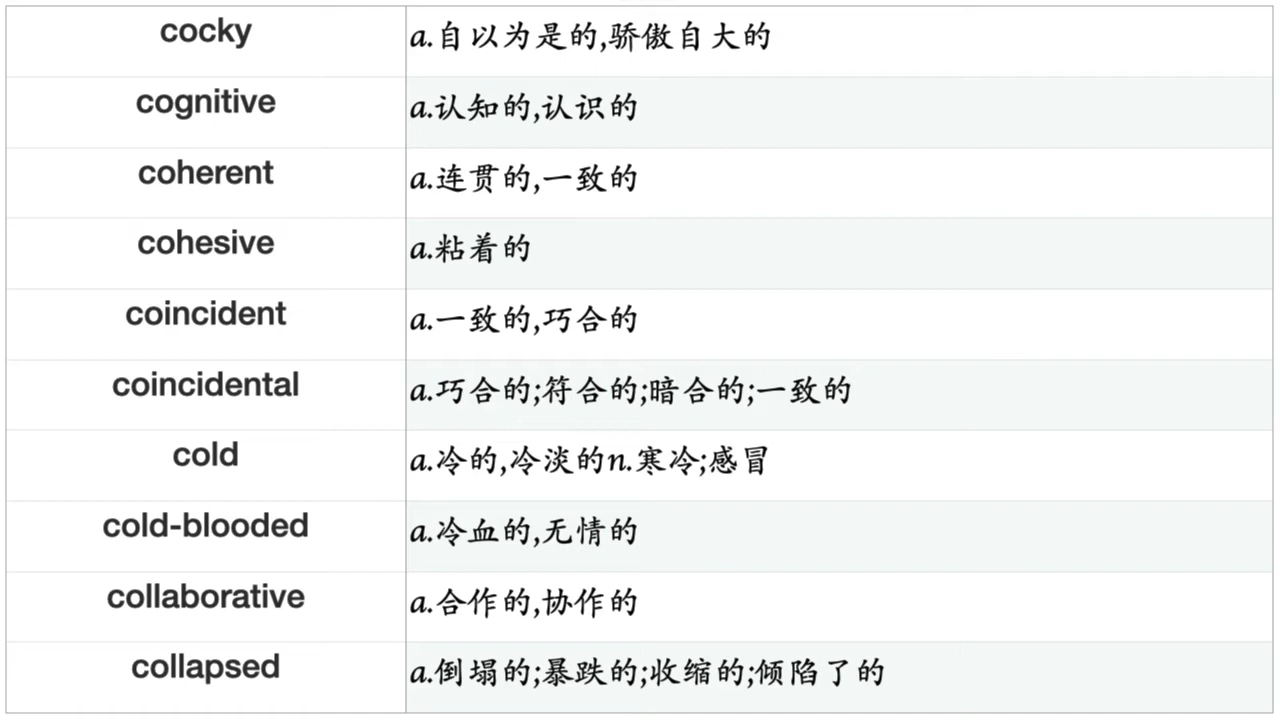 cocky a.自以为是的,骄傲自大的
cognitive a.认知的,认识的
coherent a.连贯的,一致的
cohesive a.粘着的
coincident a.一致的,巧合的
coincidental a.巧合的;符合的;暗合的;一致的
cold a.冷的,冷淡的n.寒冷;感冒
cold-blooded a.冷血的,无情的
collaborative a.合作的,协作的
collapsed a.倒塌的;暴跌的;收缩的;倾陷了的